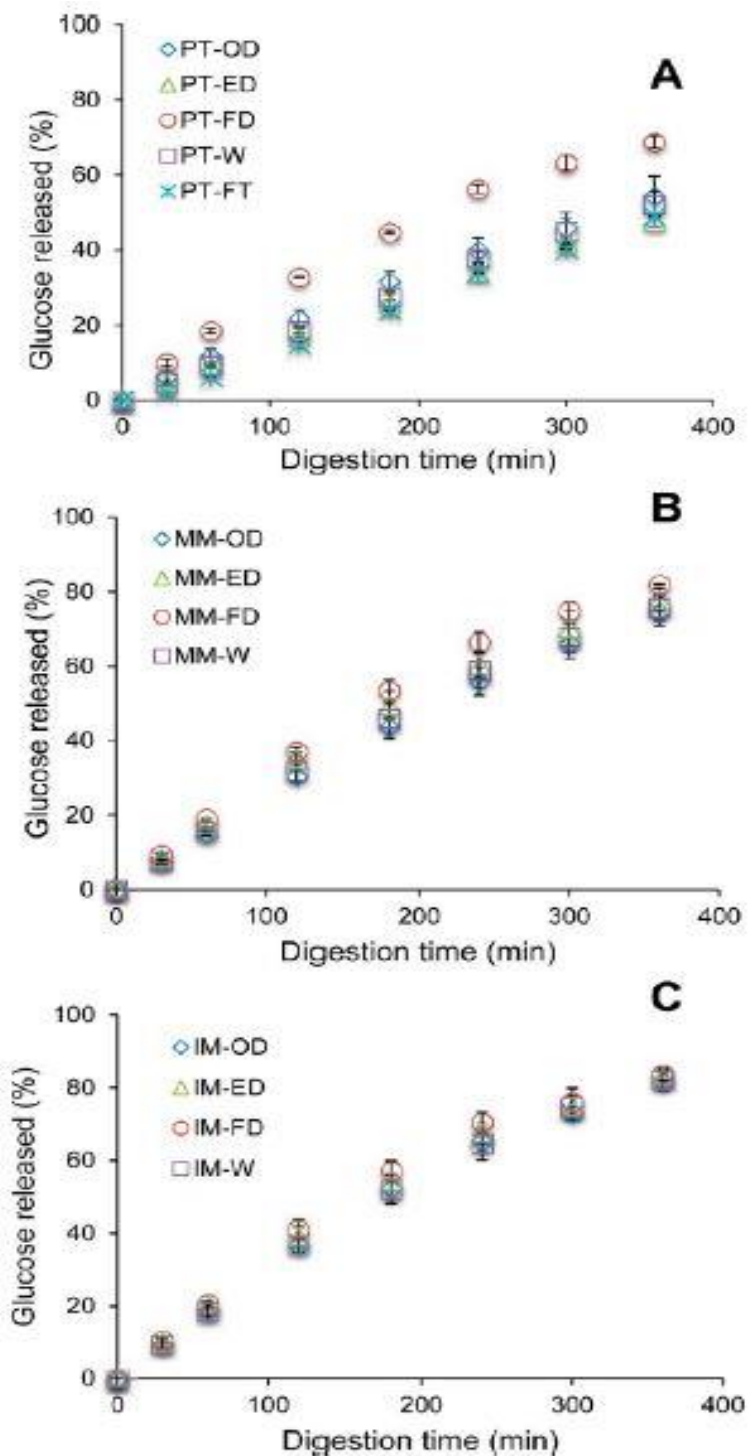 A
100
80
60
40
20
0
Glucose released (%)
PT-OD
PT-ED
PT-FD
PT-W
PT-FT
0 100 200 300 400
Digestion time (min)
B
100
80
60
40
20
0
Glucose released (%)
MM-OD
MM-ED
MM-FD
MM-W
0 100 200 300 400
Digestion time (min)
C
100
80
60
40
20
0
Glucose released (%)
IM-OD
IM-ED
IM-FD
IM-W
0 100 200 300 400
Digestion time (min)